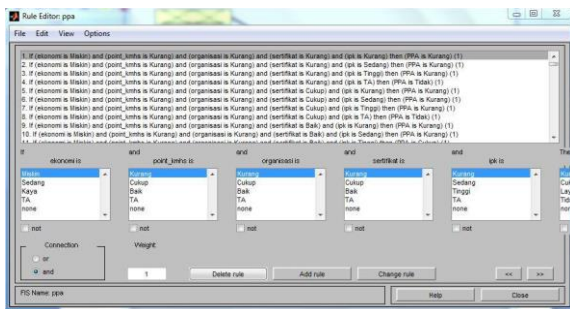 Rule Editor: ppa
File Edit View Options
1. If (ekonomi is Miskin) and (point_kmhs is Kurang) and (organisasi is Kurang) and (sertifikat is Kurang) and (ipk is Kurang) then (PPA is Kurang) (1)
2. If (ekonomi is Miskin) and (point_kmhs is Kurang) and (organisasi is Kurang) and (sertifikat is Kurang) and (ipk is Sedang) then (PPA is Kurang) (1)
3. If (ekonomi is Miskin) and (point_kmhs is Kurang) and (organisasi is Kurang) and (sertifikat is Kurang) and (ipk is Tinggi) then (PPA is Kurang) (1)
4. If (ekonomi is Miskin) and (point_kmhs is Kurang) and (organisasi is Kurang) and (sertifikat is Kurang) and (ipk is TA) then (PPA is Tidak) (1)
5. If (ekonomi is Miskin) and (point_kmhs is Kurang) and (organisasi is Kurang) and (sertifikat is Cukup) and (ipk is Kurang) then (PPA is Kurang) (1)
6. If (ekonomi is Miskin) and (point_kmhs is Kurang) and (organisasi is Kurang) and (sertifikat is Cukup) and (ipk is Sedang) then (PPA is Kurang) (1)
7. If (ekonomi is Miskin) and (point_kmhs is Kurang) and (organisasi is Kurang) and (sertifikat is Cukup) and (ipk is Tinggi) then (PPA is Kurang) (1)
8. If (ekonomi is Miskin) and (point_kmhs is Kurang) and (organisasi is Kurang) and (sertifikat is Cukup) and (ipk is TA) then (PPA is Tidak) (1)
9. If (ekonomi is Miskin) and (point_kmhs is Kurang) and (organisasi is Kurang) and (sertifikat is Baik) and (ipk is Kurang) then (PPA is Kurang) (1)
10. If (ekonomi is Miskin) and (point_kmhs is Kurang) and (organisasi is Kurang) and (sertifikat is Baik) and (ipk is Sedang) then (PPA is Kurang) (1)
If and and and and The
ekonomi is point_kmhs is organisasi is sertifikat is ipk is
Miskin Kurang Kurang Kurang Kurang Kur
Sedang Cukup Cukup Cukup Sedang Cuk
Kaya Baik Baik Baik Tinggi Lay
TA TA TA TA TA Tid
none none none none none non
not not not not not
Connection Weight:
or
and 1 Delete rule Add rule Change rule << >>
FIS Name: ppa Help Close